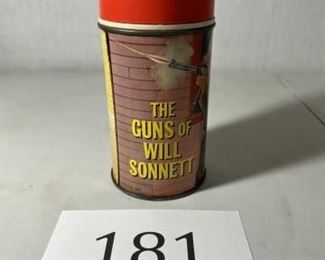 THE
GUNS OF
WILL
SONNETT
181